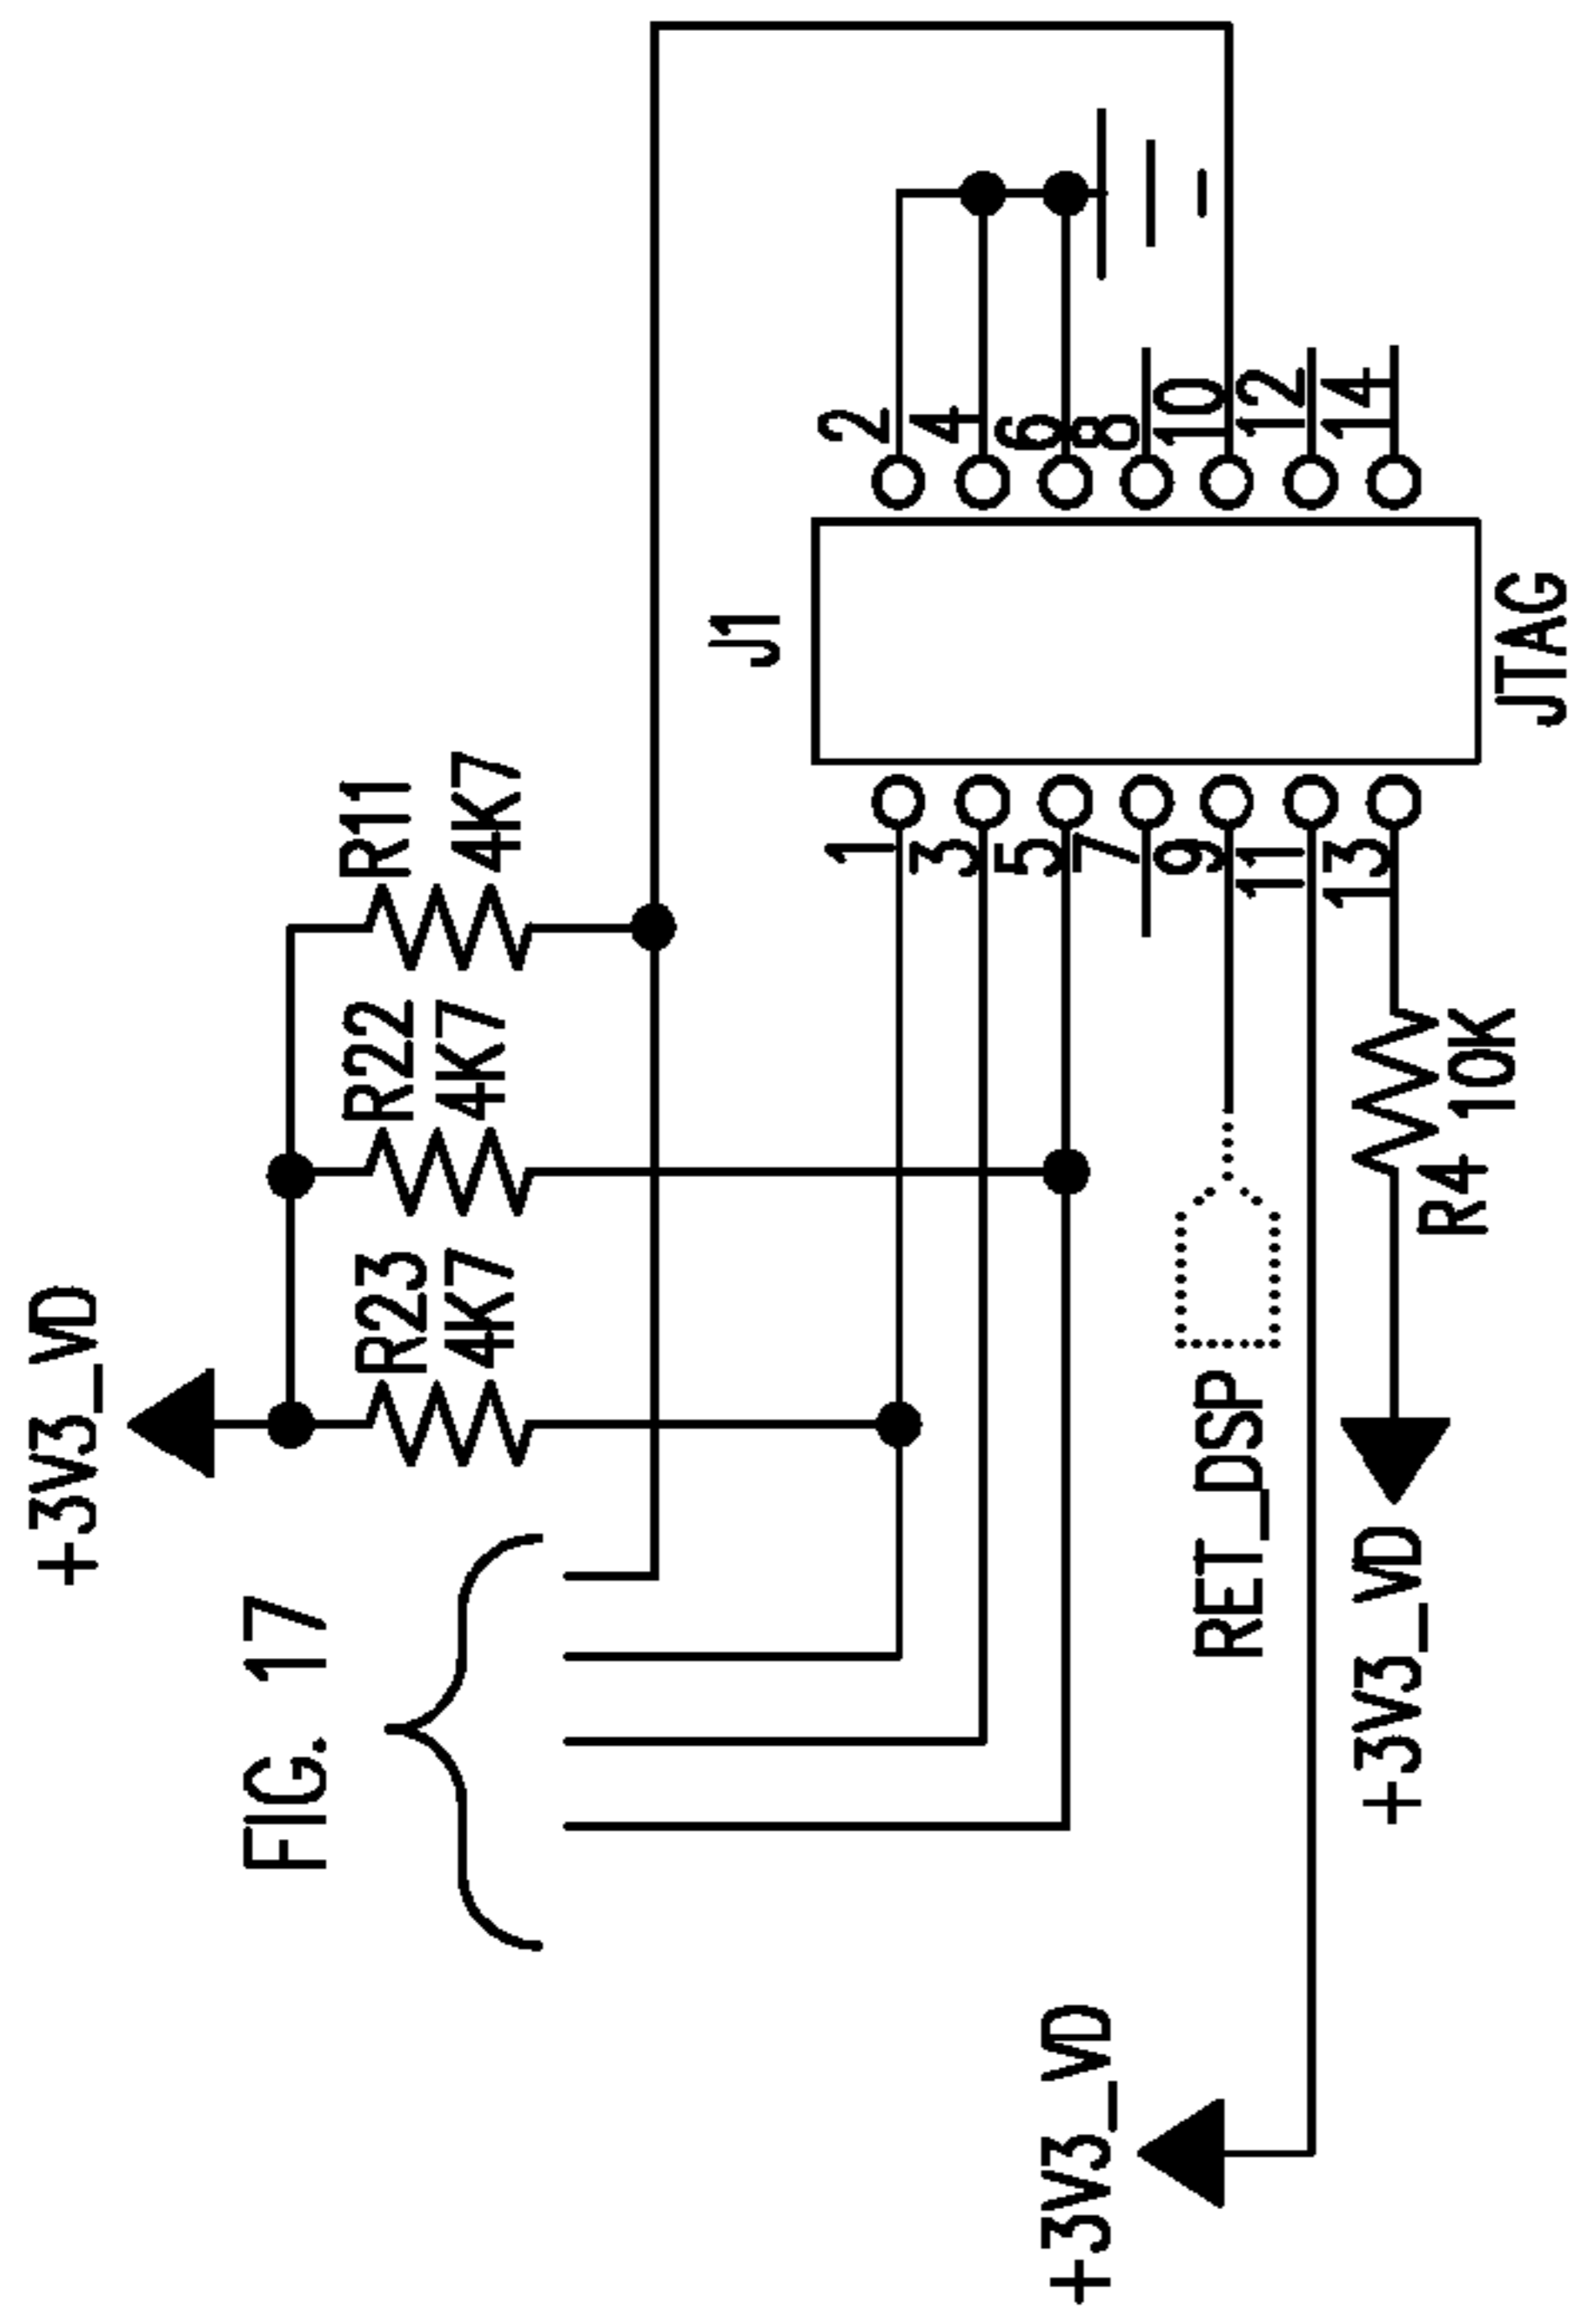 +3V3_VD
FIG. 17
R23
4K7
R22
4K7
R11
4K7
J1
1
3
5
7
9
11
13
2
4
6
8
10
12
14
JTAG
RET_DSP
R4 10K
+3V3_VD
+3V3_VD